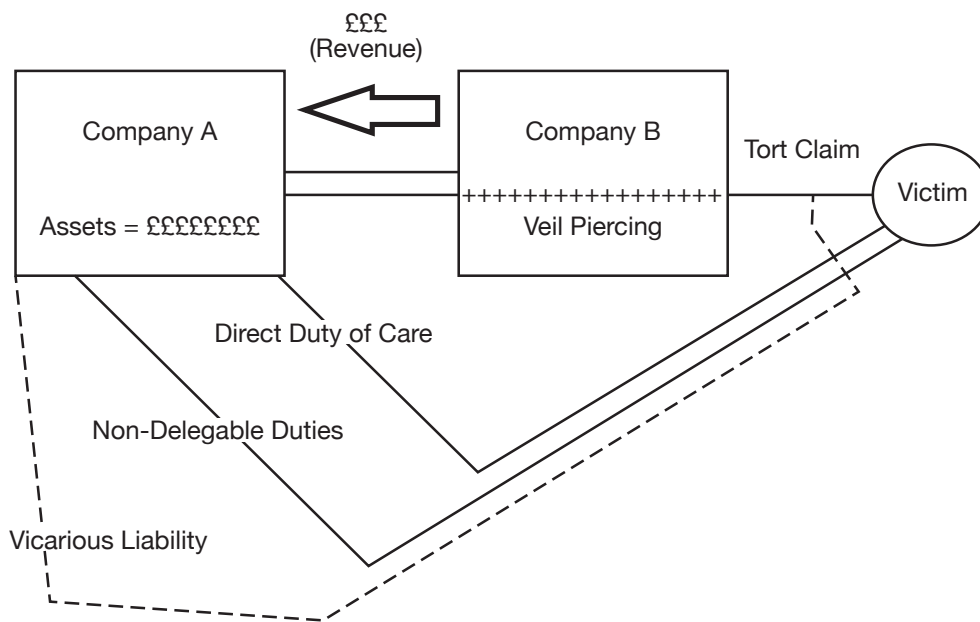 £££
(Revenue)
Company A
Company B
Tort Claim
Victim
++++++++++++++++
Assets = ££££££££
Veil Piercing
Direct Duty of Care
Non-Delegable Duties
Vicarious Liability